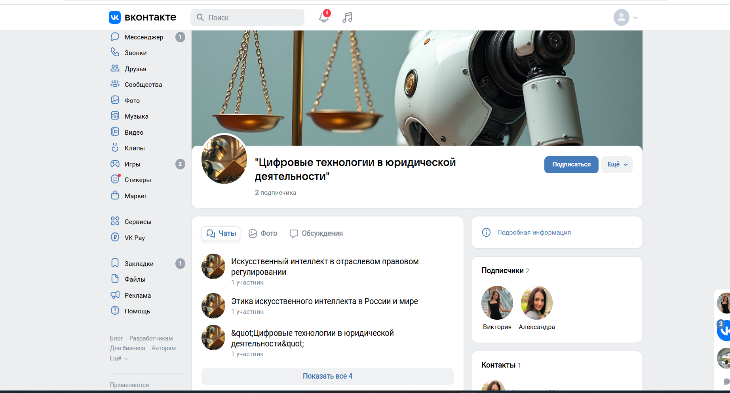 вконтакте
Поиск
4
Мессенджер 1
Звонки
Друзья
Сообщества
Фото
Музыка
Видео
Клипы
Игры 2
Стикеры
Маркет
Сервисы
VK Pay
Закладки 1
Файлы
Реклама
Помощь
Блог Разработчикам
Для бизнеса Авторам
Ещё
Применяются
"Цифровые технологии в юридической
деятельности"
2 подписчика
Подписаться
Ещё
Чаты Фото Обсуждения
Искусственный интеллект в отраслевом правовом
регулировании
1 участник
Этика искусственного интеллекта в России и мире
1 участник
&quot;Цифровые технологии в юридической
деятельности&quot;
1 участник
Показать все 4
Подробная информация
Подписчики 2
Виктория Александра
Контакты 1
3